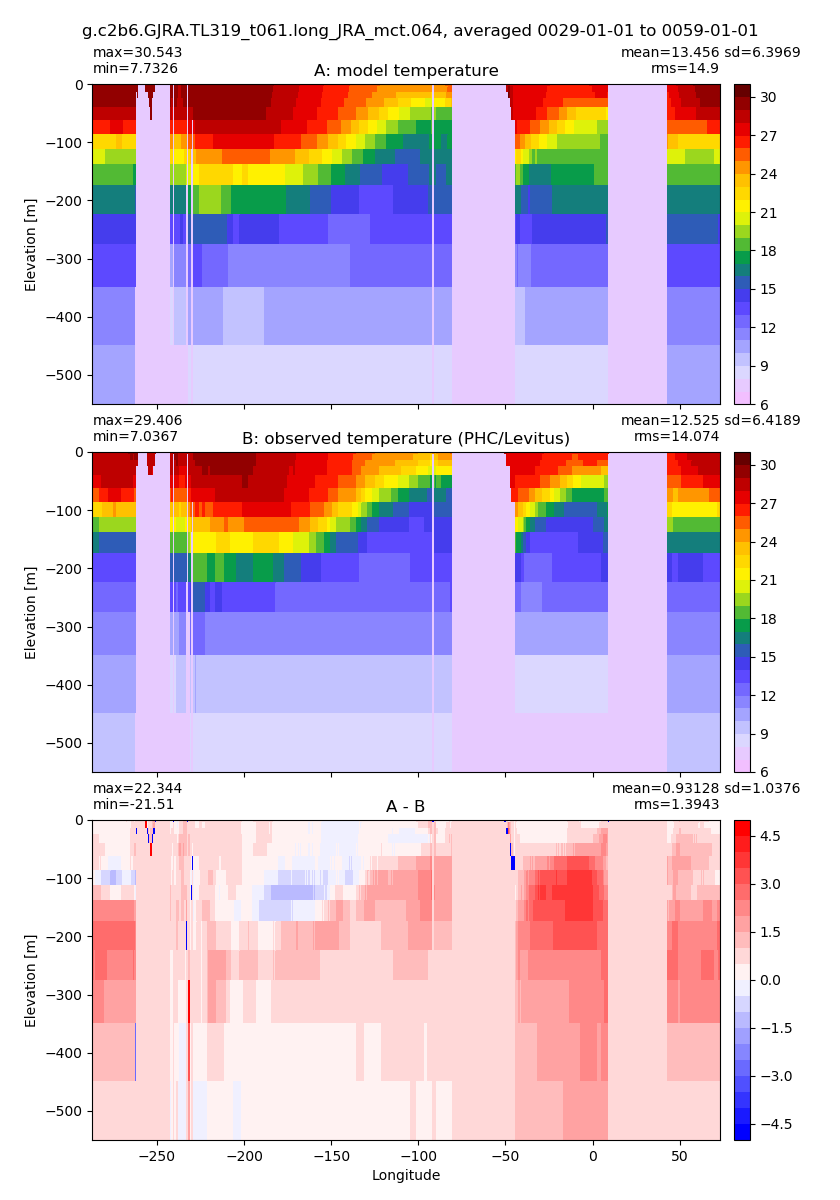 g.c2b6.GJRA.TL319_t061.long_JRA_mct.064, averaged 0029-01-01 to 0059-01-01
max=30.543
mean=13.456 sd=6.3969
min=7.7326
A: model temperature
rms=14.9
0
−100
−200
−300
−400
−500
Elevation [m]
30
27
24
21
18
15
12
9
6
max=29.406
mean=12.525 sd=6.4189
min=7.0367
B: observed temperature (PHC/Levitus)
rms=14.074
0
−100
−200
−300
−400
−500
Elevation [m]
30
27
24
21
18
15
12
9
6
max=22.344
mean=0.93128 sd=1.0376
min=-21.51
A - B
rms=1.3943
0
−100
−200
−300
−400
−500
Elevation [m]
4.5
3.0
1.5
0.0
−1.5
−3.0
−4.5
−250
−200
−150
−100
−50
0
50
Longitude